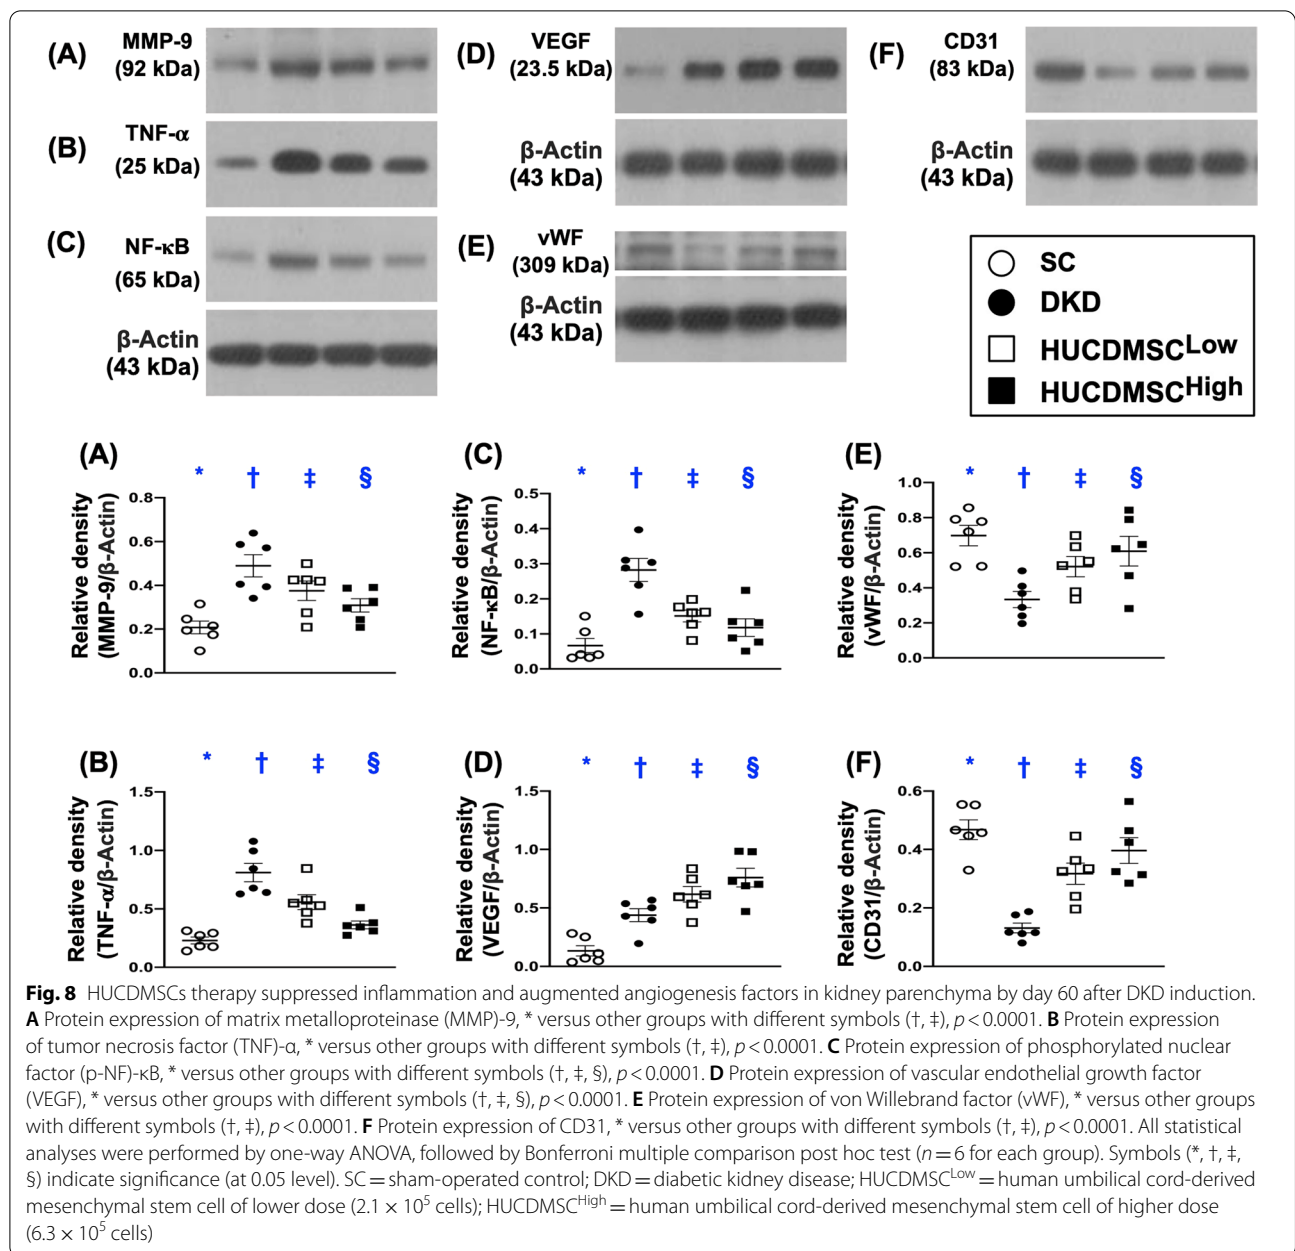 (A) MMP-9
(92 kDa)
(B) TNF-α
(25 kDa)
(C) NF-κB
(65 kDa)
β-Actin
(43 kDa)
(D) VEGF
(23.5 kDa)
β-Actin
(43 kDa)
(E) vWF
(309 kDa)
β-Actin
(43 kDa)
(F) CD31
(83 kDa)
β-Actin
(43 kDa)
SC
DKD
HUCDMSC^Low
HUCDMSC^High
(A)
* † ‡ §
Relative density
(MMP-9/β-Actin)
0.8
0.6
0.4
0.2
0.0
(C)
* † ‡ §
Relative density
(NF-κB/β-Actin)
0.5
0.4
0.3
0.2
0.1
0.0
(E)
* † ‡ §
Relative density
(vWF/β-Actin)
1.0
0.8
0.6
0.4
0.2
0.0
(B)
* † ‡ §
Relative density
(TNF-α/β-Actin)
1.5
1.0
0.5
0.0
(D)
* † ‡ §
Relative density
(VEGF/β-Actin)
1.5
1.0
0.5
0.0
(F)
* † ‡ §
Relative density
(CD31/β-Actin)
0.6
0.4
0.2
0.0
Fig. 8 HUCDMSCs therapy suppressed inflammation and augmented angiogenesis factors in kidney parenchyma by day 60 after DKD induction.
A Protein expression of matrix metalloproteinase (MMP)-9, * versus other groups with different symbols (†, ‡), p < 0.0001. B Protein expression
of tumor necrosis factor (TNF)-α, * versus other groups with different symbols (†, ‡), p < 0.0001. C Protein expression of phosphorylated nuclear
factor (p-NF)-κB, * versus other groups with different symbols (†, ‡, §), p < 0.0001. D Protein expression of vascular endothelial growth factor
(VEGF), * versus other groups with different symbols (†, ‡, §), p < 0.0001. E Protein expression of von Willebrand factor (vWF), * versus other groups
with different symbols (†, ‡), p < 0.0001. F Protein expression of CD31, * versus other groups with different symbols (†, ‡), p < 0.0001. All statistical
analyses were performed by one-way ANOVA, followed by Bonferroni multiple comparison post hoc test (n = 6 for each group). Symbols (*, †, ‡,
§) indicate significance (at 0.05 level). SC = sham-operated control; DKD = diabetic kidney disease; HUCDMSC^Low = human umbilical cord-derived
mesenchymal stem cell of lower dose (2.1 × 10⁵ cells); HUCDMSC^High = human umbilical cord-derived mesenchymal stem cell of higher dose
(6.3 × 10⁵ cells)